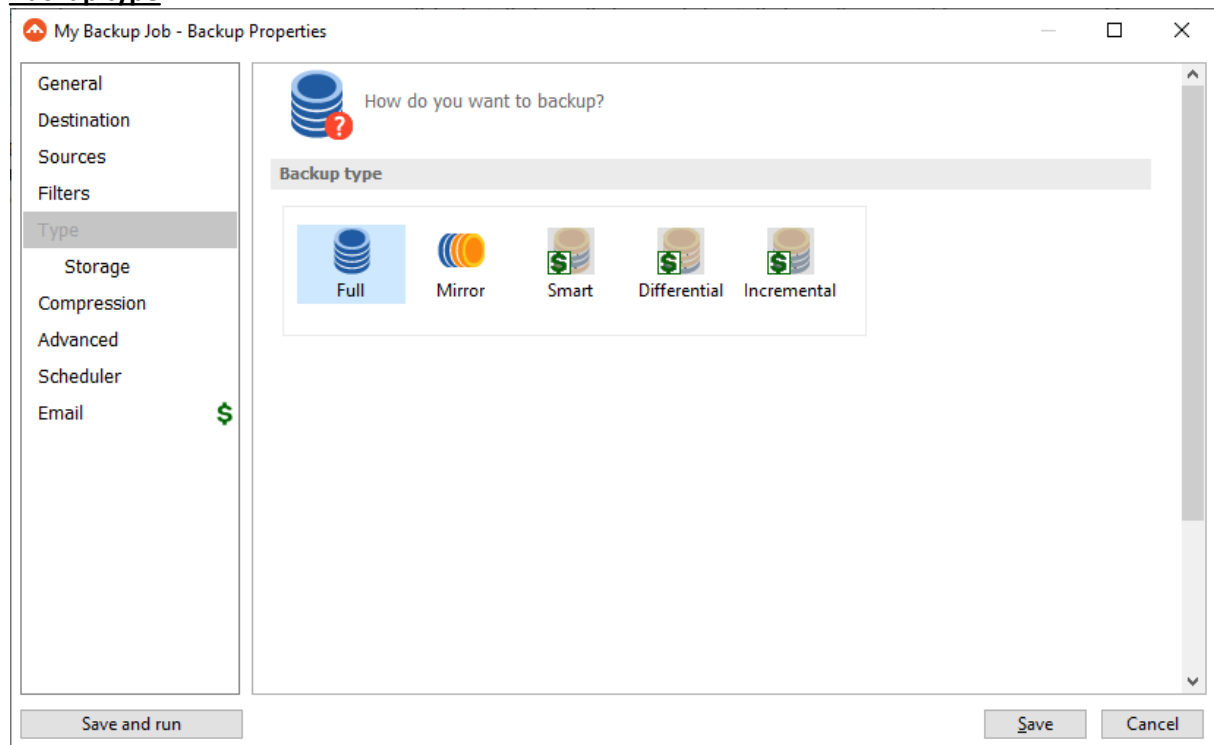 My Backup Job - Backup Properties
General
Destination
Sources
Filters
Type
Storage
Compression
Advanced
Scheduler
Email $
How do you want to backup?
Backup type
Full Mirror Smart Differential Incremental
Save and run Save Cancel